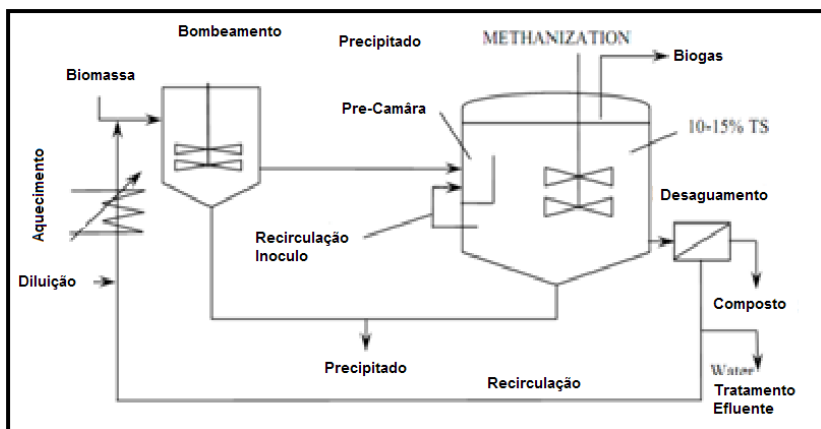 Bombeamento
Precipitado
METHANIZATION
Biomassa
Biogas
Pre-Camâra
10-15% TS
Aquecimento
Desaguamento
Recirculação
Inoculo
Diluição
Composto
Precipitado
Recirculação
Water
Tratamento
Efluente